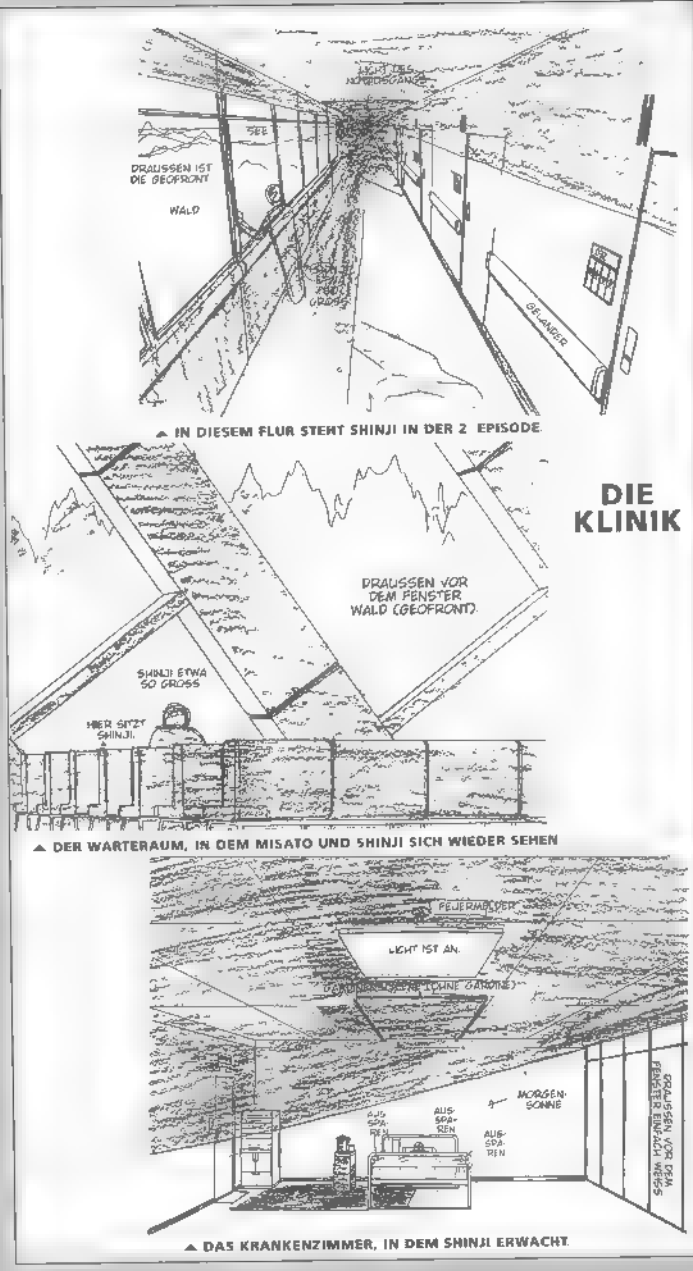 LICHT DES
SEE
DRAUSSEN IST
DIE GEOFRONT
WALD
GROSS
GELÄNDER
▲ IN DIESEM FLUR STEHT SHINJI IN DER 2 EPISODE.
DIE
KLINIK
DRAUSSEN VOR
DEM FENSTER
WALD (GEOFRONT).
SHINJI ETWA
SO GROSS
HIER SITZT
SHINJI.
▲ DER WARTERAUM, IN DEM MISATO UND SHINJI SICH WIEDER SEHEN
FEUERMELDER
LICHT IST AN.
(OHNE GARDINE)
MORGEN-
SONNE
AUS-
SPA-
REN
AUS-
SPA-
REN
AUS-
SPA-
REN
DRAUSSEN VOR DEM
FENSTER EINFACH WEISS
▲ DAS KRANKENZIMMER, IN DEM SHINJI ERWACHT.